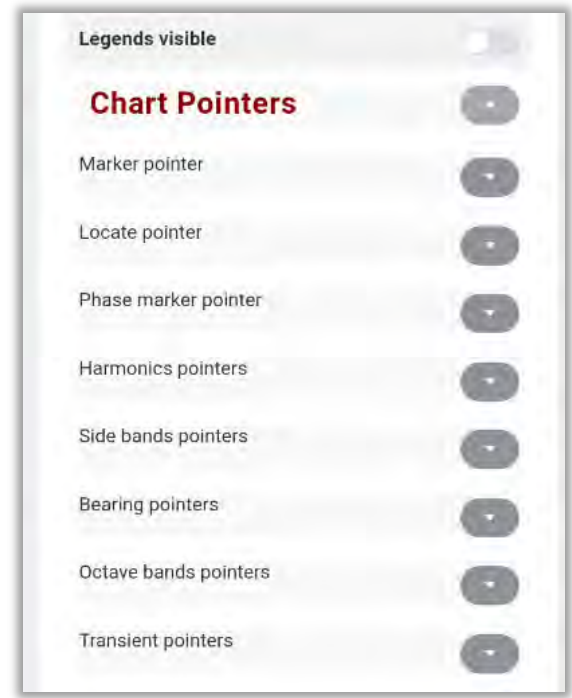 Legends visible
Chart Pointers
Marker pointer
Locate pointer
Phase marker pointer
Harmonics pointers
Side bands pointers
Bearing pointers
Octave bands pointers
Transient pointers